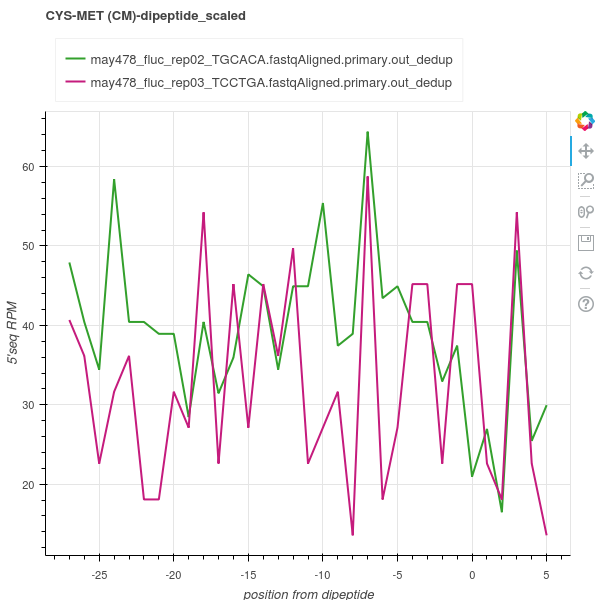 CYS-MET (CM)-dipeptide_scaled
may478_fluc_rep02_TGCACA.fastqAligned.primary.out_dedup
may478_fluc_rep03_TCCTGA.fastqAligned.primary.out_dedup
60
50
40
30
20
5'seq RPM
-25 -20 -15 -10 -5 0 5
position from dipeptide